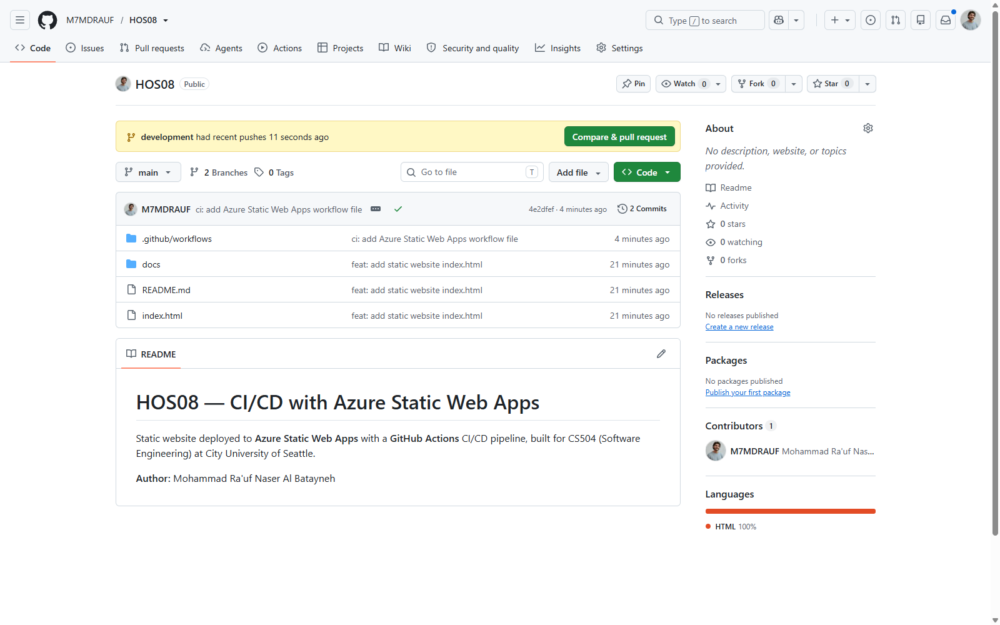 M7MDRAUF / HOS08
Type / to search
Code Issues Pull requests Agents Actions Projects Wiki Security and quality Insights Settings
HOS08 Public
Pin Watch 0 Fork 0 Star 0
development had recent pushes 11 seconds ago
Compare & pull request
main 2 Branches 0 Tags
Go to file T
Add file
Code
M7MDRAUF ci: add Azure Static Web Apps workflow file 4e2dfef · 4 minutes ago 2 Commits
.github/workflows ci: add Azure Static Web Apps workflow file 4 minutes ago
docs feat: add static website index.html 21 minutes ago
README.md feat: add static website index.html 21 minutes ago
index.html feat: add static website index.html 21 minutes ago
README
HOS08 — CI/CD with Azure Static Web Apps
Static website deployed to Azure Static Web Apps with a GitHub Actions CI/CD pipeline, built for CS504 (Software
Engineering) at City University of Seattle.
Author: Mohammad Ra'uf Naser Al Batayneh
About
No description, website, or topics
provided.
Readme
Activity
0 stars
0 watching
0 forks
Releases
No releases published
Create a new release
Packages
No packages published
Publish your first package
Contributors 1
M7MDRAUF Mohammad Ra'uf Nas...
Languages
HTML 100%